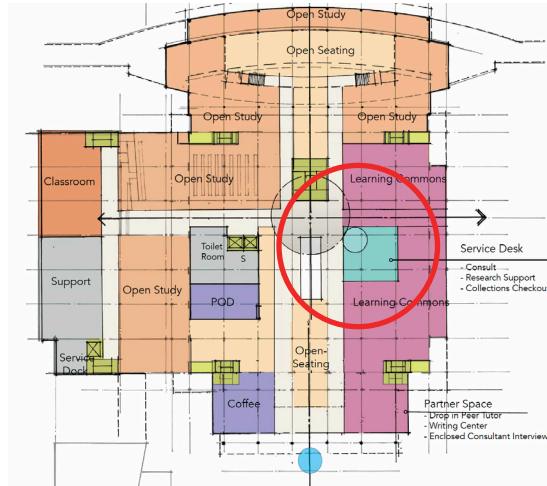 Open Study
Open Seating
Open Study
Open Study
Classroom
Open Study
Learning Commons
Toilet
Room
S
Service Desk
- Consult
- Research Support
- Collections Checkout
Support
Open Study
POD
Learning Commons
Open-
Seating
Service
Dock
Coffee
Partner Space
- Drop in Peer Tutor
- Writing Center
- Enclosed Consultant Interview